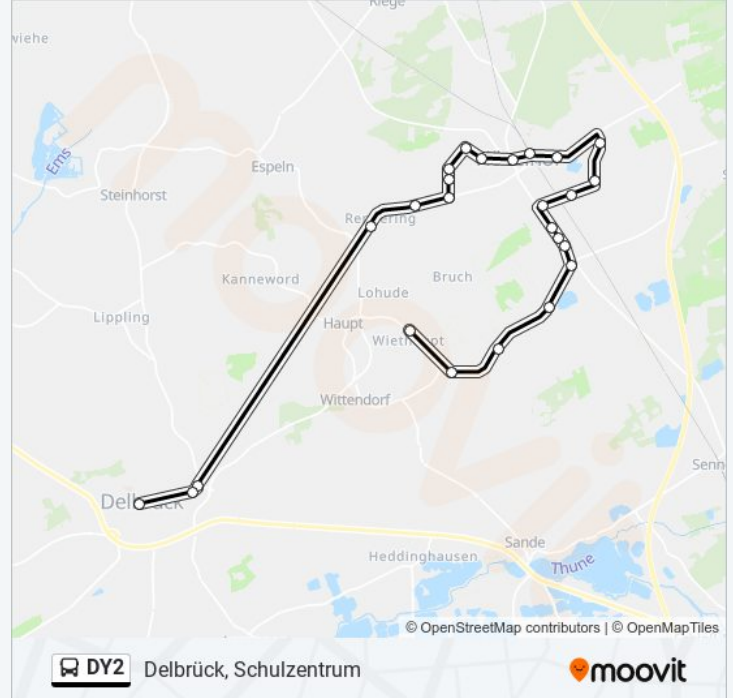 Riege
wiehe
Ems
Espeln
Steinhorst
Kanneword
Bruch
Lohude
Lippling
Haupt
Wittendorf
Delbrück
Senn
Sande
Heddinghausen
Thune
moovit
© OpenStreetMap contributors | © OpenMapTiles
DY2 Delbrück, Schulzentrum
moovit